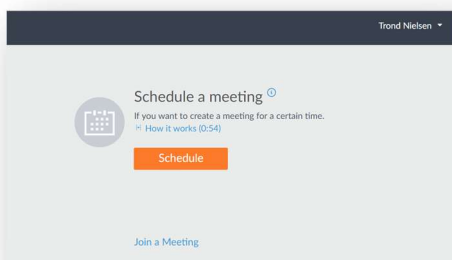 Trond Nielsen
Schedule a meeting
If you want to create a meeting for a certain time.
How it works (0:54)
Schedule
Join a Meeting